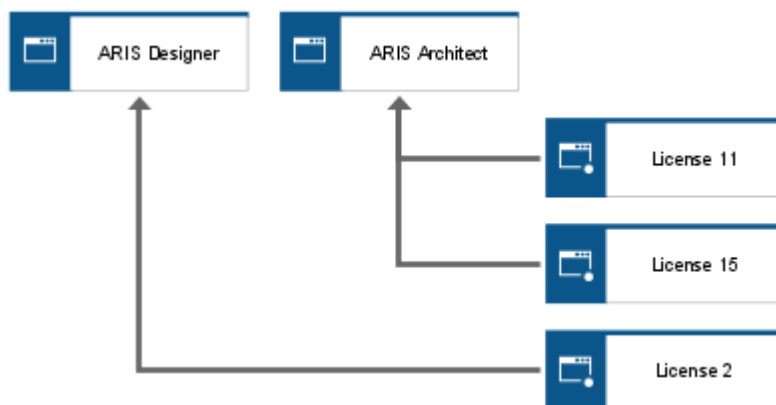 ARIS Designer
ARIS Architect
License 11
License 15
License 2